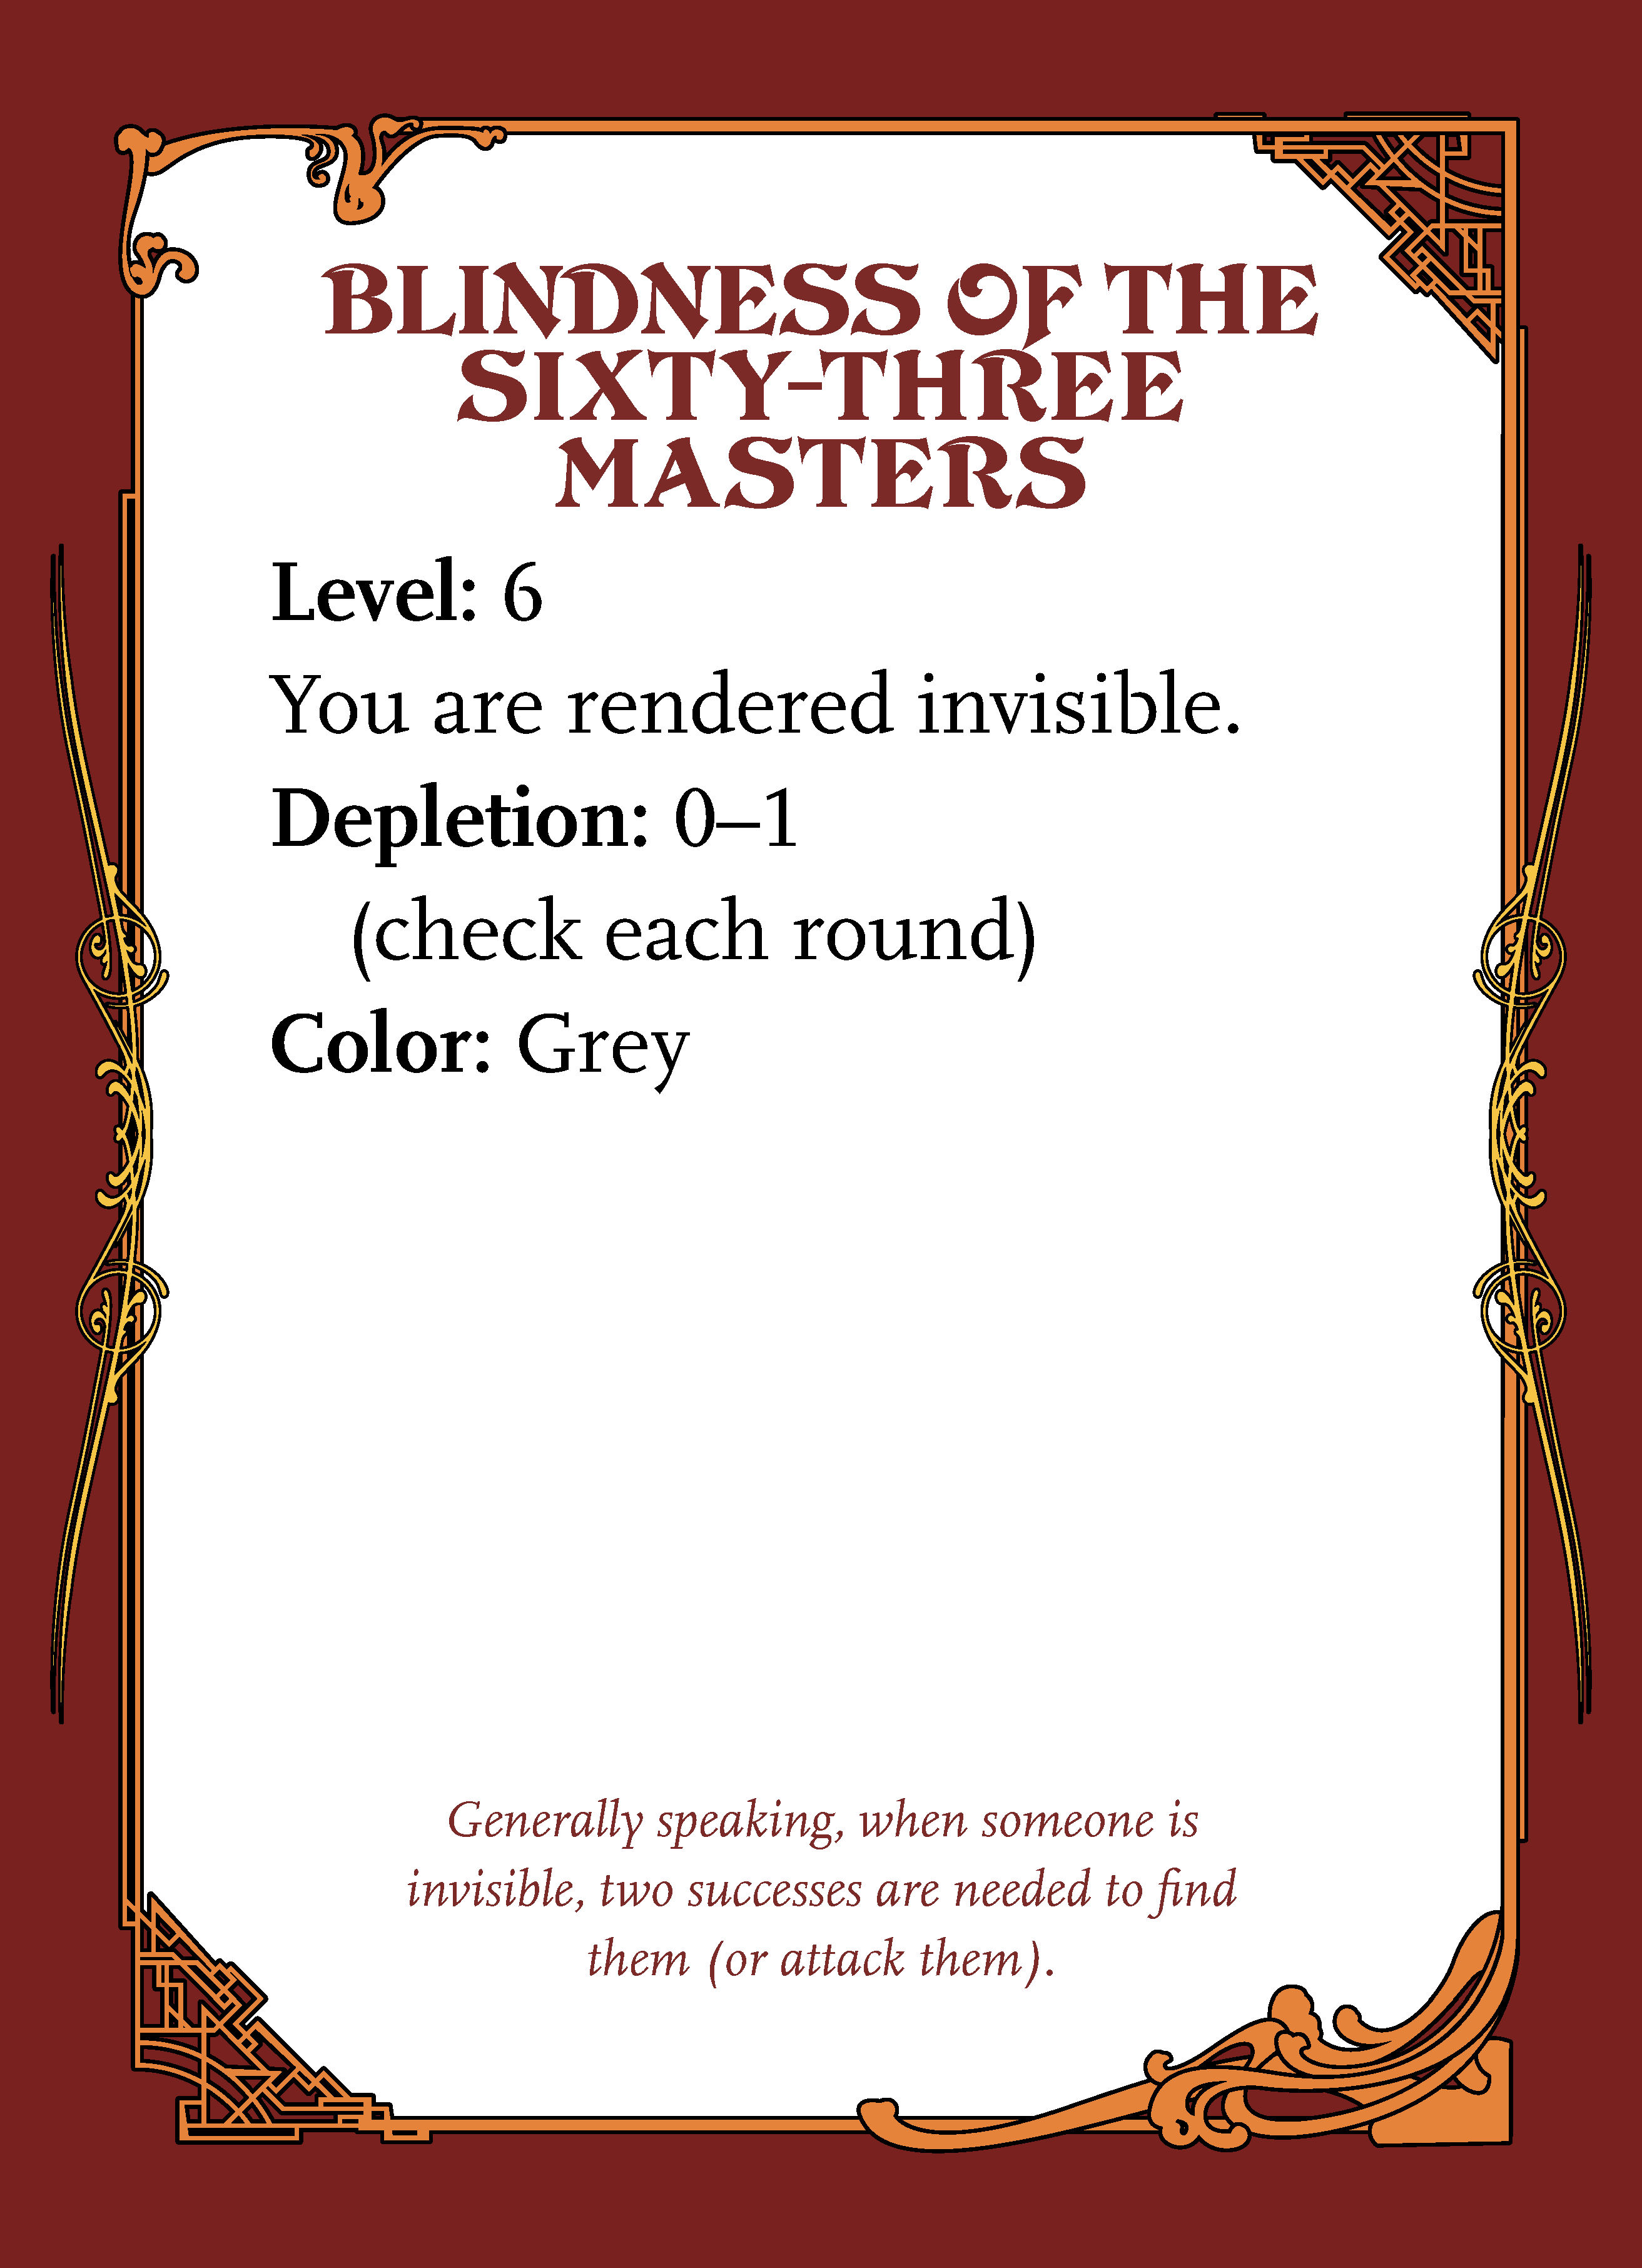 BLINDNESS OF THE
SIXTY-THREE
MASTERS
Level: 6
You are rendered invisible.
Depletion: 0–1
(check each round)
Color: Grey
Generally speaking, when someone is
invisible, two successes are needed to find
them (or attack them).